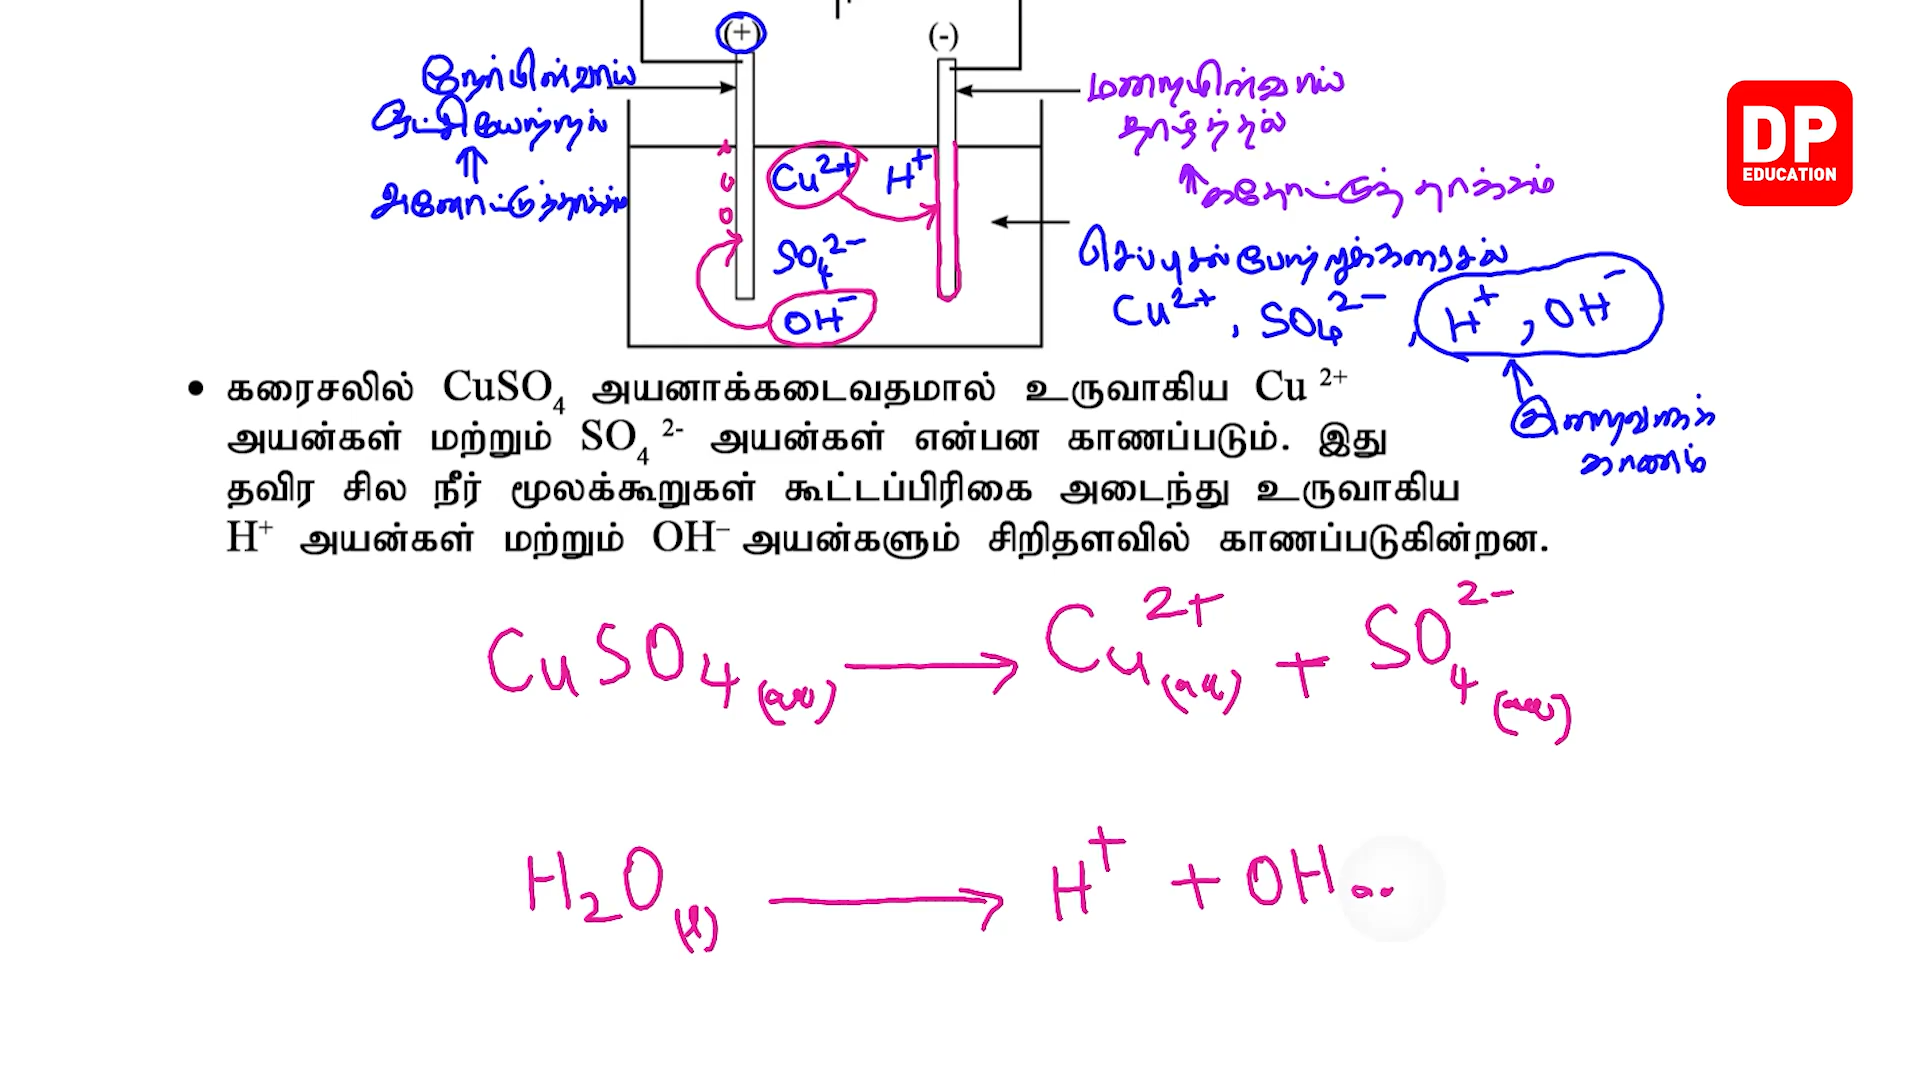 (+)
(-)
நேர்மின்வாய்
ஒட்சியேற்றல்
அனோட்டுத்தாக்கம்
மறைமின்வாய்
தாழ்த்தல்
கதோட்டுத் தாக்கம்
Cu²⁺ H⁺
SO₄²⁻
OH⁻
செப்புசல்பேற்றுக்கரைசல்
Cu²⁺, SO₄²⁻, H⁺, OH⁻
குறைவாகக்
காணும்
DP
EDUCATION
• கரைசலில் CuSO₄ அயனாக்கடைவதமால் உருவாகிய Cu ²⁺
அயன்கள் மற்றும் SO₄ ²⁻ அயன்கள் என்பன காணப்படும். இது
தவிர சில நீர் மூலக்கூறுகள் கூட்டப்பிரிகை அடைந்து உருவாகிய
H⁺ அயன்கள் மற்றும் OH⁻ அயன்களும் சிறிதளவில் காணப்படுகின்றன.
CuSO₄(aq) → Cu²⁺(aq) + SO₄²⁻(aq)
H₂O(l) → H⁺ + OH